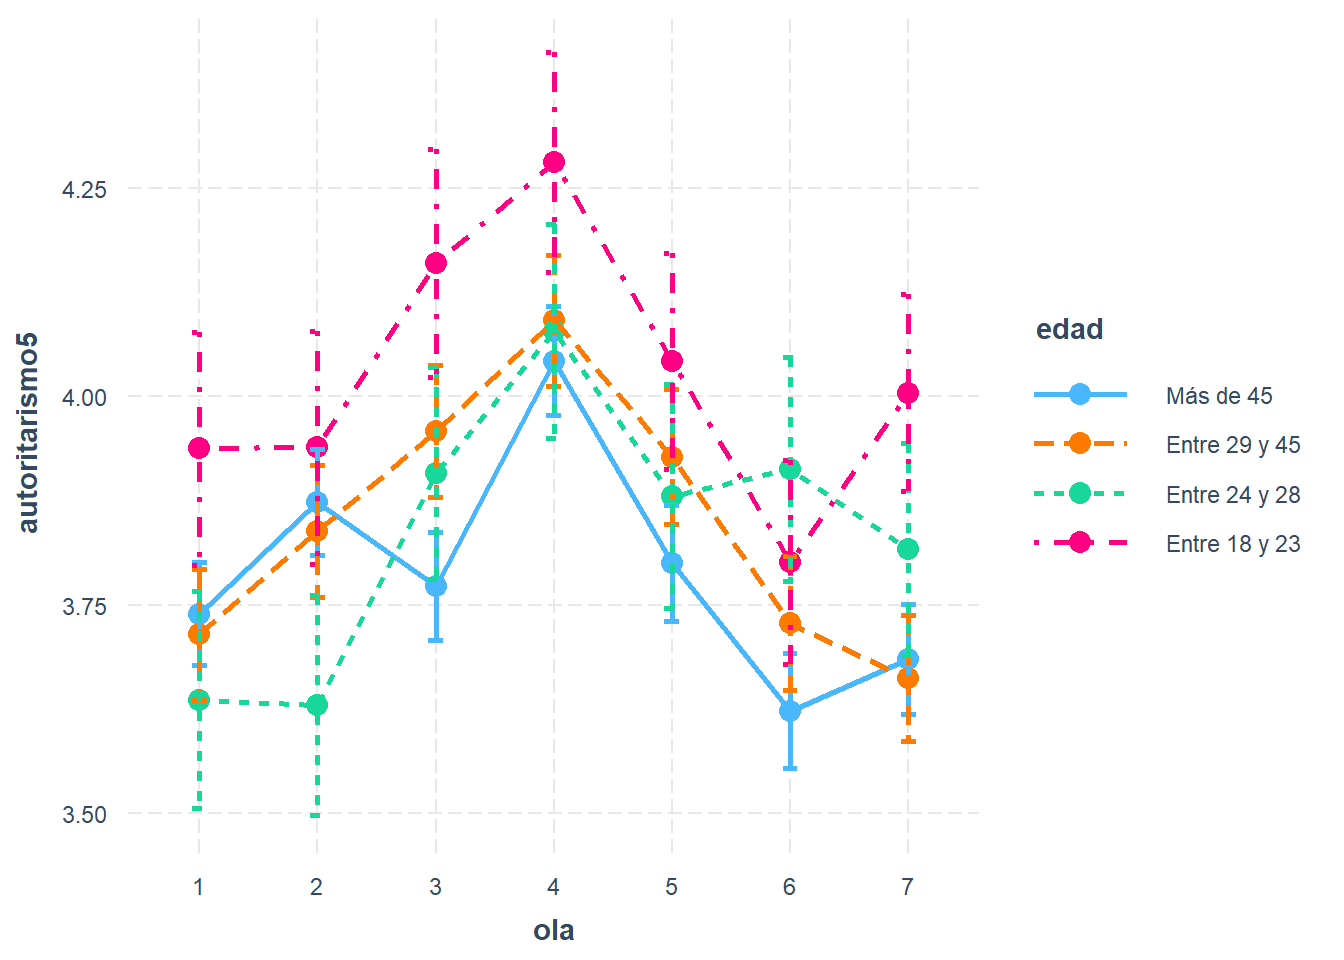 4.25
4.00
3.75
3.50
autoritarismo5
1 2 3 4 5 6 7
ola
edad
Más de 45
Entre 29 y 45
Entre 24 y 28
Entre 18 y 23